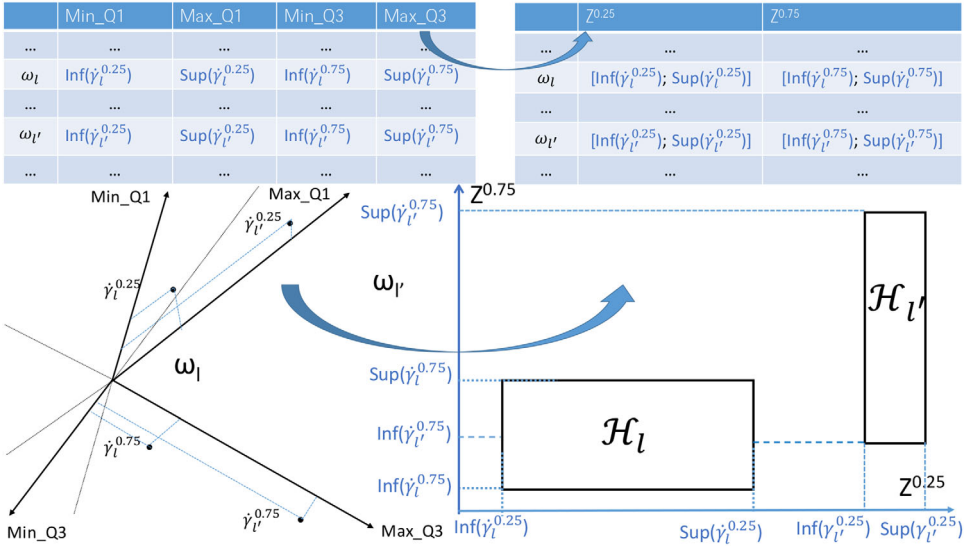 Min_Q1 Max_Q1 Min_Q3 Max_Q3
... ... ... ... ...
ω_l Inf(γ̇_l^0.25) Sup(γ̇_l^0.25) Inf(γ̇_l^0.75) Sup(γ̇_l^0.75)
... ... ... ... ...
ω_l' Inf(γ̇_l'^0.25) Sup(γ̇_l'^0.25) Inf(γ̇_l'^0.75) Sup(γ̇_l'^0.75)
... ... ... ... ...
Z^0.25 Z^0.75
... ... ...
ω_l [Inf(γ̇_l^0.25); Sup(γ̇_l^0.25)] [Inf(γ̇_l^0.75); Sup(γ̇_l^0.75)]
... ... ...
ω_l' [Inf(γ̇_l'^0.25); Sup(γ̇_l'^0.25)] [Inf(γ̇_l'^0.75); Sup(γ̇_l'^0.75)]
... ... ...
Min_Q1
Max_Q1
γ̇_l'^0.25
γ̇_l^0.25
ω_l'
ω_l
γ̇_l^0.75
γ̇_l'^0.75
Min_Q3
Max_Q3
Z^0.75
Sup(γ̇_l'^0.75)
ℋ_l'
Sup(γ̇_l^0.75)
Inf(γ̇_l'^0.75)
ℋ_l
Inf(γ̇_l^0.75)
Z^0.25
Inf(γ̇_l^0.25) Sup(γ̇_l^0.25) Inf(γ̇_l'^0.25) Sup(γ̇_l'^0.25)